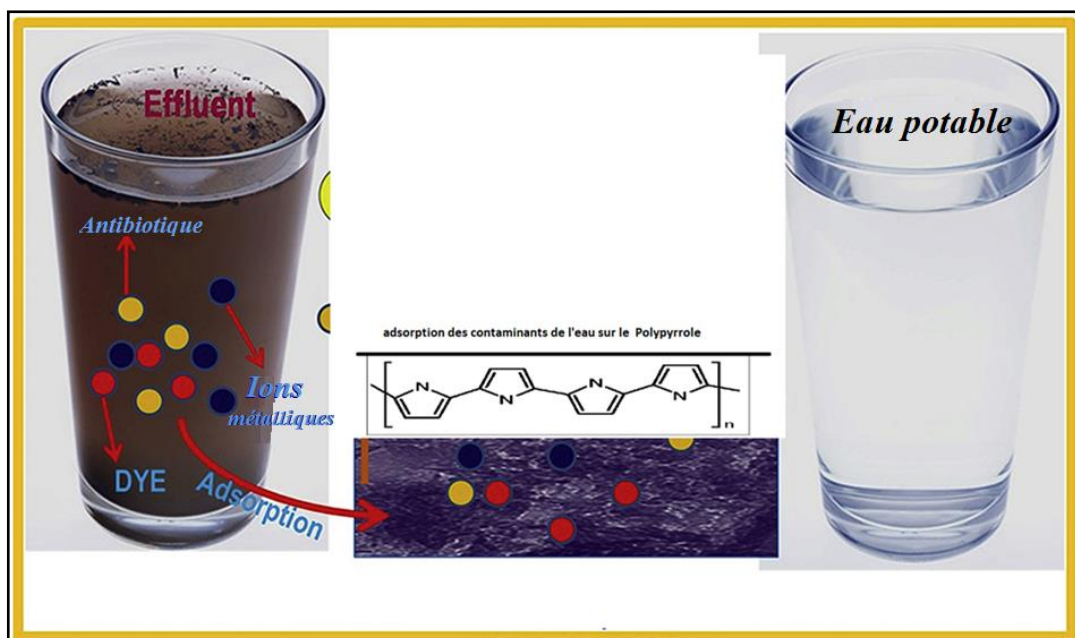 Effluent
Eau potable
Antibiotique
Ions
métalliques
DYE
Adsorption
adsorption des contaminants de l'eau sur le Polypyrrole
N N N N
n